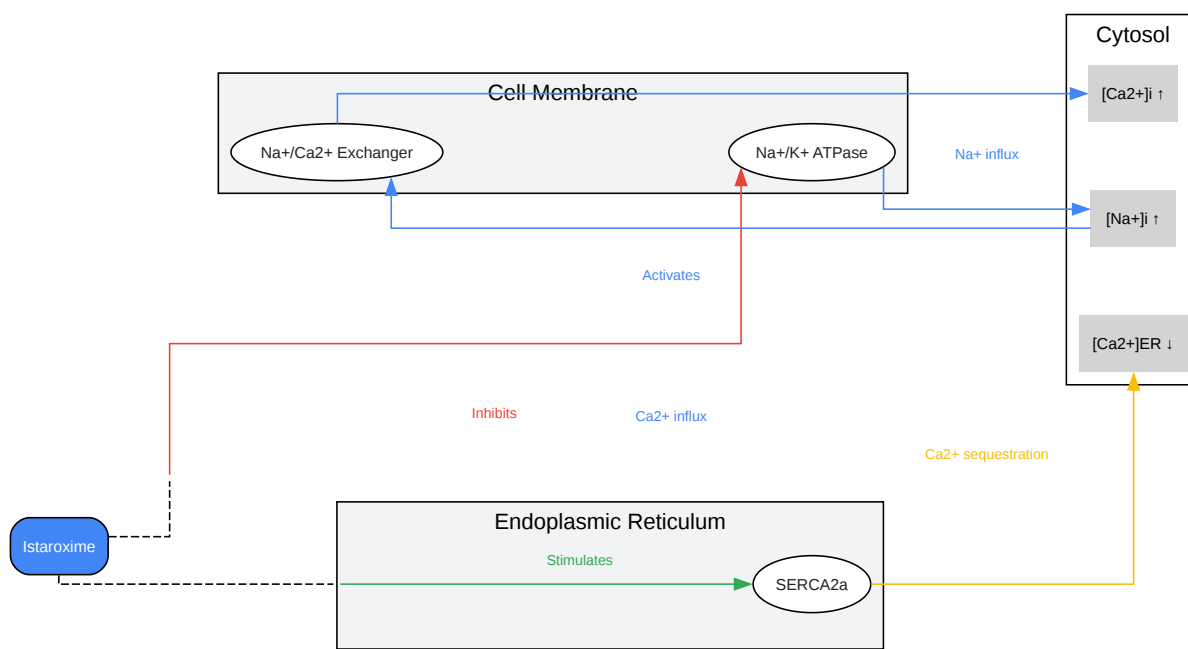 Cytosol
Cell Membrane
[Ca2+]i ↑
Na+/Ca2+ Exchanger
Na+/K+ ATPase
Na+ influx
[Na+]i ↑
Activates
[Ca2+]ER ↓
Inhibits
Ca2+ influx
Ca2+ sequestration
Endoplasmic Reticulum
Istaroxime
Stimulates
SERCA2a